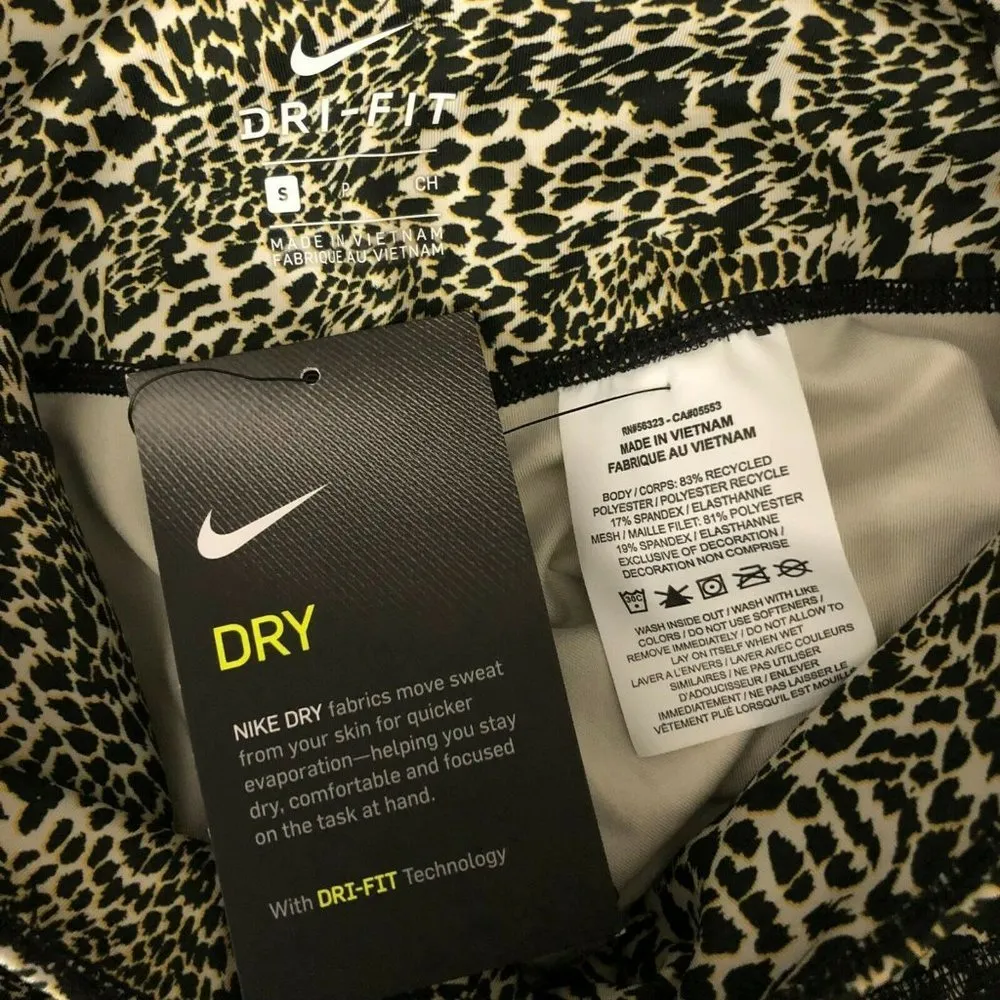 DRI-FIT
S P CH
MADE IN VIETNAM
FABRIQUE AU VIETNAM
DRY
NIKE DRY fabrics move sweat
from your skin for quicker
evaporation—helping you stay
dry, comfortable and focused
on the task at hand.
With DRI-FIT Technology
RN#56323 - CA#05553
MADE IN VIETNAM
FABRIQUE AU VIETNAM
BODY / CORPS: 83% RECYCLED
POLYESTER / POLYESTER RECYCLE
17% SPANDEX / ELASTHANNE
MESH / MAILLE FILET: 81% POLYESTER
19% SPANDEX / ELASTHANNE
EXCLUSIVE OF DECORATION /
DECORATION NON COMPRISE
30C
WASH INSIDE OUT / WASH WITH LIKE
COLORS / DO NOT USE SOFTENERS /
REMOVE IMMEDIATELY / DO NOT ALLOW TO
LAY ON ITSELF WHEN WET
LAVER A L'ENVERS / LAVER AVEC COULEURS
SIMILAIRES / NE PAS UTILISER
D'ADOUCISSEUR / ENLEVER
IMMEDIATEMENT / NE PAS LAISSER LE
VÊTEMENT PLIÉ LORSQU'IL EST MOUILL